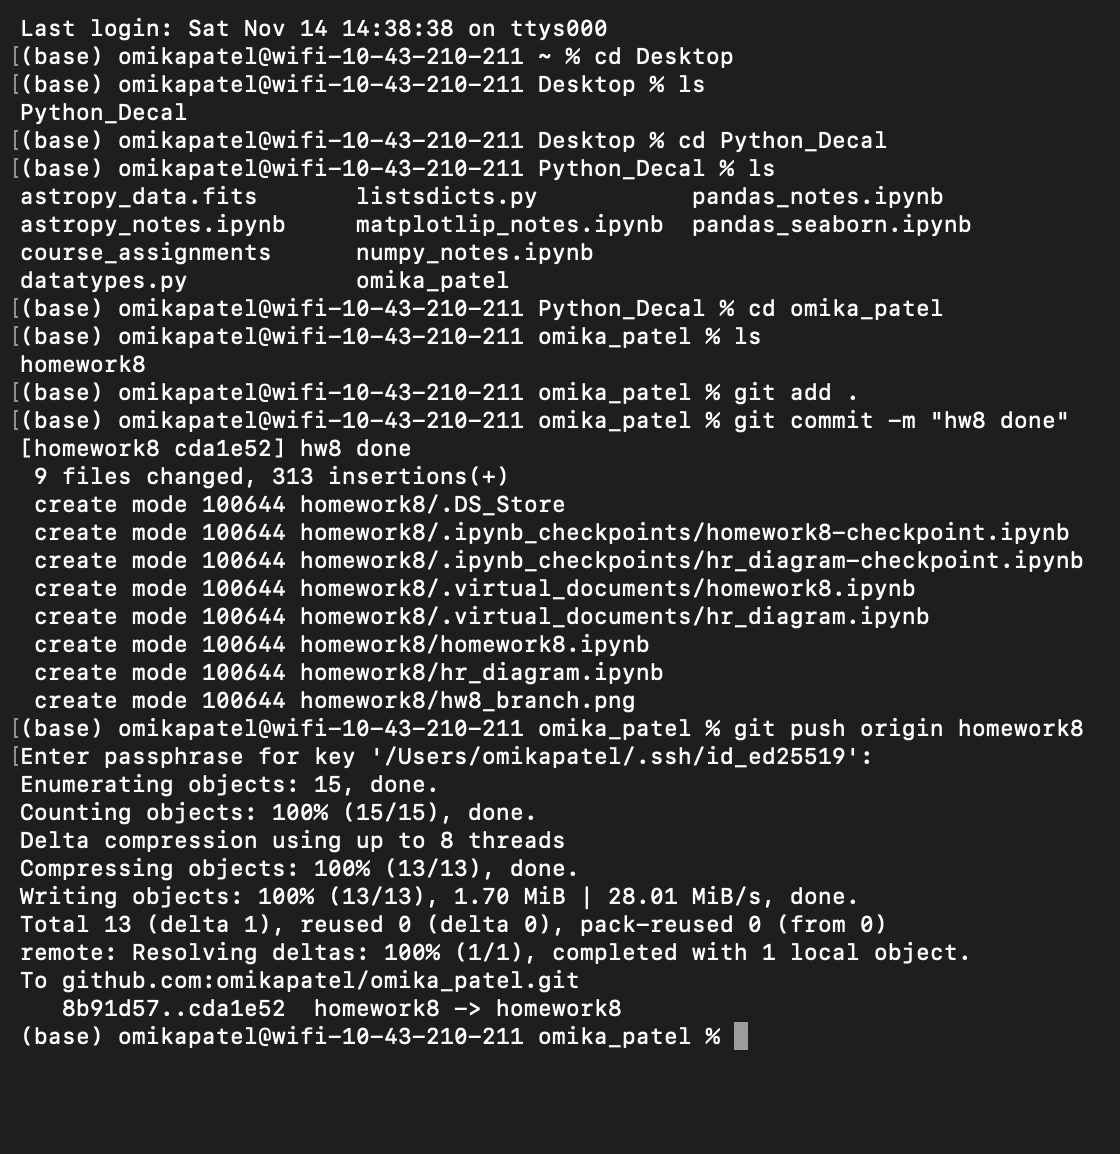 Last login: Sat Nov 14 14:38:38 on ttys000
[(base) omikapatel@wifi-10-43-210-211 ~ % cd Desktop
[(base) omikapatel@wifi-10-43-210-211 Desktop % ls
Python_Decal
[(base) omikapatel@wifi-10-43-210-211 Desktop % cd Python_Decal
[(base) omikapatel@wifi-10-43-210-211 Python_Decal % ls
astropy_data.fits       listsdicts.py           pandas_notes.ipynb
astropy_notes.ipynb     matplotlip_notes.ipynb  pandas_seaborn.ipynb
course_assignments      numpy_notes.ipynb
datatypes.py            omika_patel
[(base) omikapatel@wifi-10-43-210-211 Python_Decal % cd omika_patel
[(base) omikapatel@wifi-10-43-210-211 omika_patel % ls
homework8
[(base) omikapatel@wifi-10-43-210-211 omika_patel % git add .
[(base) omikapatel@wifi-10-43-210-211 omika_patel % git commit -m "hw8 done"
[homework8 cda1e52] hw8 done
 9 files changed, 313 insertions(+)
 create mode 100644 homework8/.DS_Store
 create mode 100644 homework8/.ipynb_checkpoints/homework8-checkpoint.ipynb
 create mode 100644 homework8/.ipynb_checkpoints/hr_diagram-checkpoint.ipynb
 create mode 100644 homework8/.virtual_documents/homework8.ipynb
 create mode 100644 homework8/.virtual_documents/hr_diagram.ipynb
 create mode 100644 homework8/homework8.ipynb
 create mode 100644 homework8/hr_diagram.ipynb
 create mode 100644 homework8/hw8_branch.png
[(base) omikapatel@wifi-10-43-210-211 omika_patel % git push origin homework8
[Enter passphrase for key '/Users/omikapatel/.ssh/id_ed25519':
Enumerating objects: 15, done.
Counting objects: 100% (15/15), done.
Delta compression using up to 8 threads
Compressing objects: 100% (13/13), done.
Writing objects: 100% (13/13), 1.70 MiB | 28.01 MiB/s, done.
Total 13 (delta 1), reused 0 (delta 0), pack-reused 0 (from 0)
remote: Resolving deltas: 100% (1/1), completed with 1 local object.
To github.com:omikapatel/omika_patel.git
   8b91d57..cda1e52  homework8 -> homework8
(base) omikapatel@wifi-10-43-210-211 omika_patel %